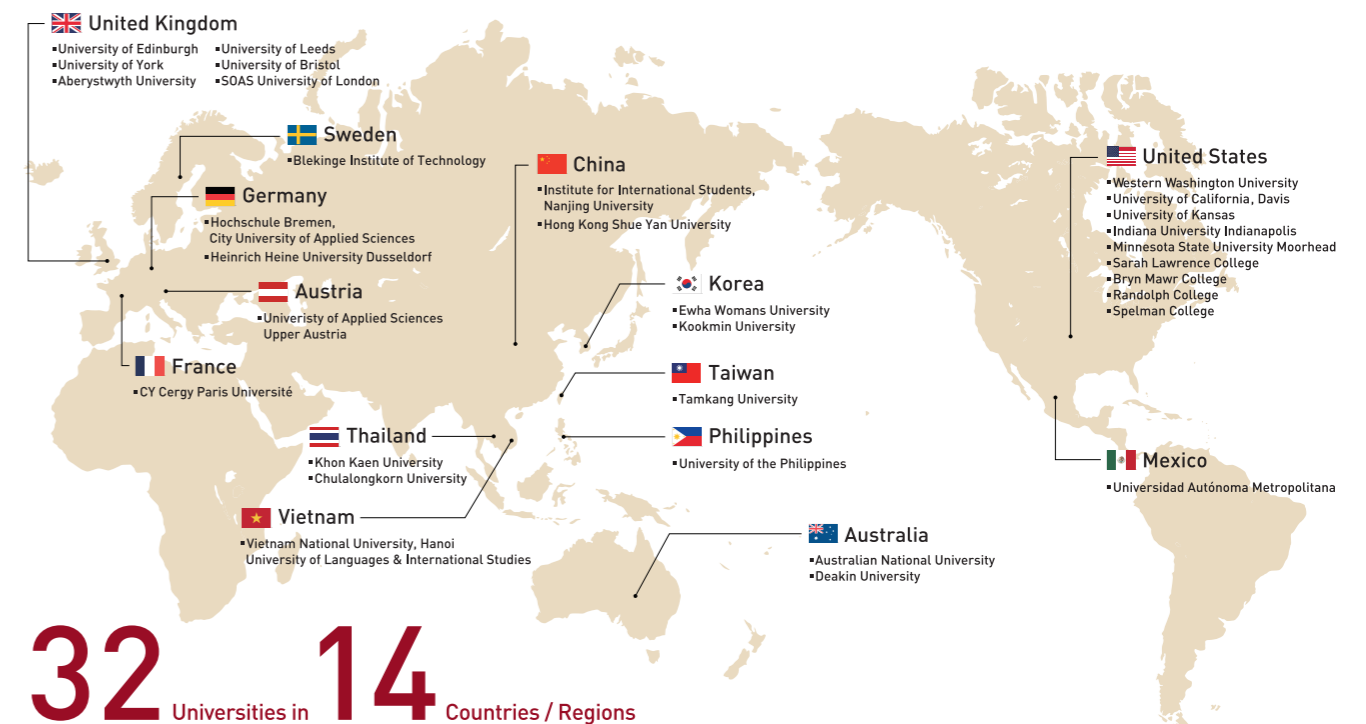 United Kingdom
▪University of Edinburgh ▪University of Leeds
▪University of York ▪University of Bristol
▪Aberystwyth University ▪SOAS University of London
Sweden
▪Blekinge Institute of Technology
Germany
▪Hochschule Bremen,
City University of Applied Sciences
▪Heinrich Heine University Dusseldorf
Austria
▪Univeristy of Applied Sciences
Upper Austria
France
▪CY Cergy Paris Université
China
▪Institute for International Students,
Nanjing University
▪Hong Kong Shue Yan University
Korea
▪Ewha Womans University
▪Kookmin University
Taiwan
▪Tamkang University
Thailand
▪Khon Kaen University
▪Chulalongkorn University
Philippines
▪University of the Philippines
Vietnam
▪Vietnam National University, Hanoi
University of Languages & International Studies
Australia
▪Australian National University
▪Deakin University
United States
▪Western Washington University
▪University of California, Davis
▪University of Kansas
▪Indiana University Indianapolis
▪Minnesota State University Moorhead
▪Sarah Lawrence College
▪Bryn Mawr College
▪Randolph College
▪Spelman College
Mexico
▪Universidad Autónoma Metropolitana
32 Universities in 14 Countries / Regions